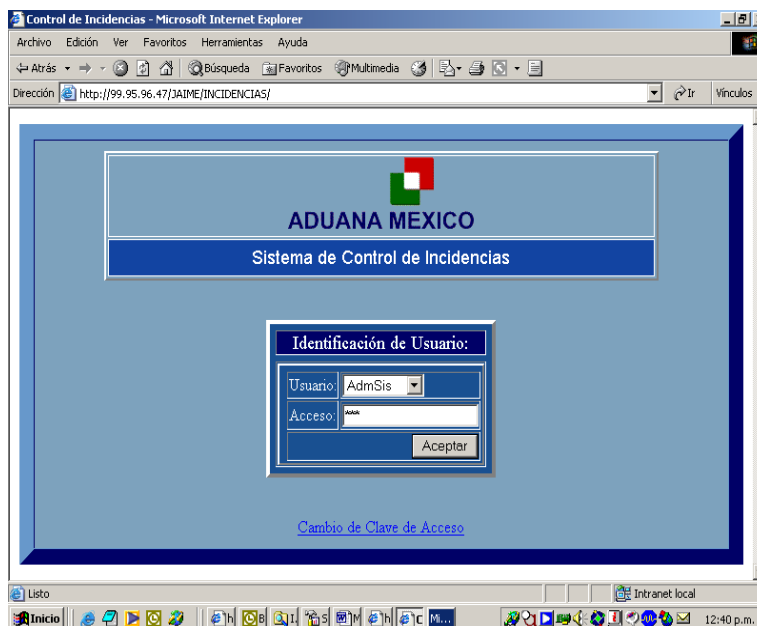 Control de Incidencias - Microsoft Internet Explorer
Archivo Edición Ver Favoritos Herramientas Ayuda
Atrás Búsqueda Favoritos Multimedia
Dirección http://99.95.96.47/JAIME/INCIDENCIAS/ Ir Vínculos
ADUANA MEXICO
Sistema de Control de Incidencias
Identificación de Usuario:
Usuario: AdmSis
Acceso: ***
Aceptar
Cambio de Clave de Acceso
Listo Intranet local
Inicio h B I. S M h C Mi... 12:40 p.m.